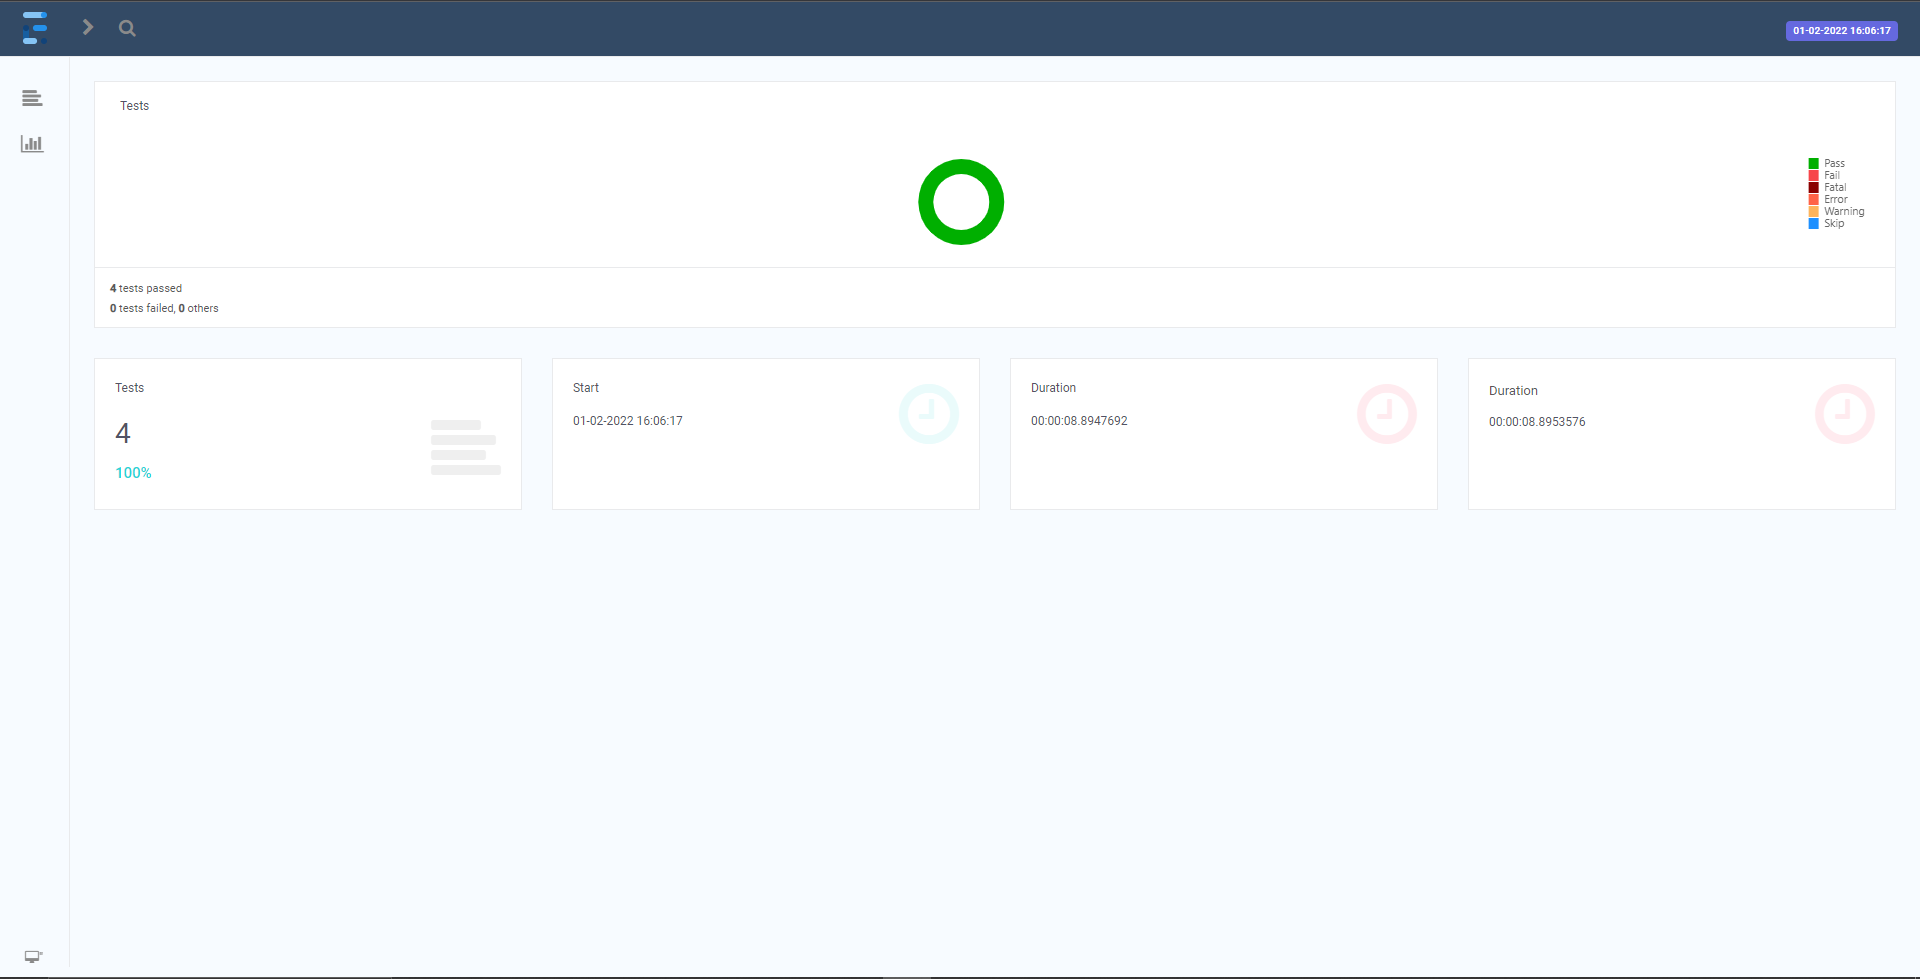 01-02-2022 16:06:17
Tests
Pass
Fail
Fatal
Error
Warning
Skip
4 tests passed
0 tests failed, 0 others
Tests
4
100%
Start
01-02-2022 16:06:17
Duration
00:00:08.8947692
Duration
00:00:08.8953576